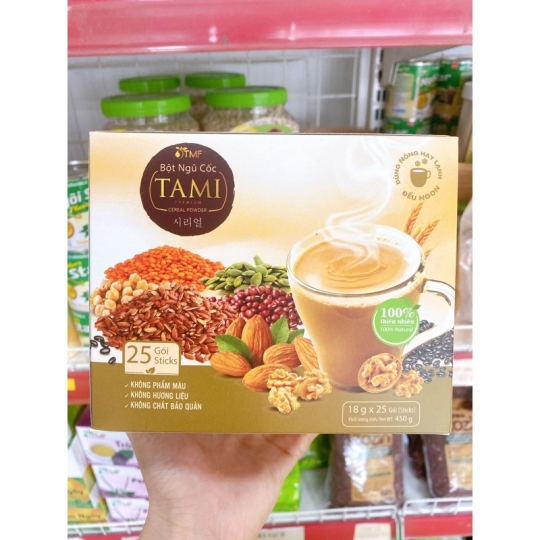 TMF
Bột Ngũ Cốc
TAMI
PREMIUM
CEREAL POWDER
시리얼
DÙNG NÓNG HAY LẠNH
ĐỀU NGON
100%
thiên nhiên
100% Natural
25 Gói
Sticks
KHÔNG PHẨM MÀU
KHÔNG HƯƠNG LIỆU
KHÔNG CHẤT BẢO QUẢN
18 g x 25 Gói (Sticks)
450 g